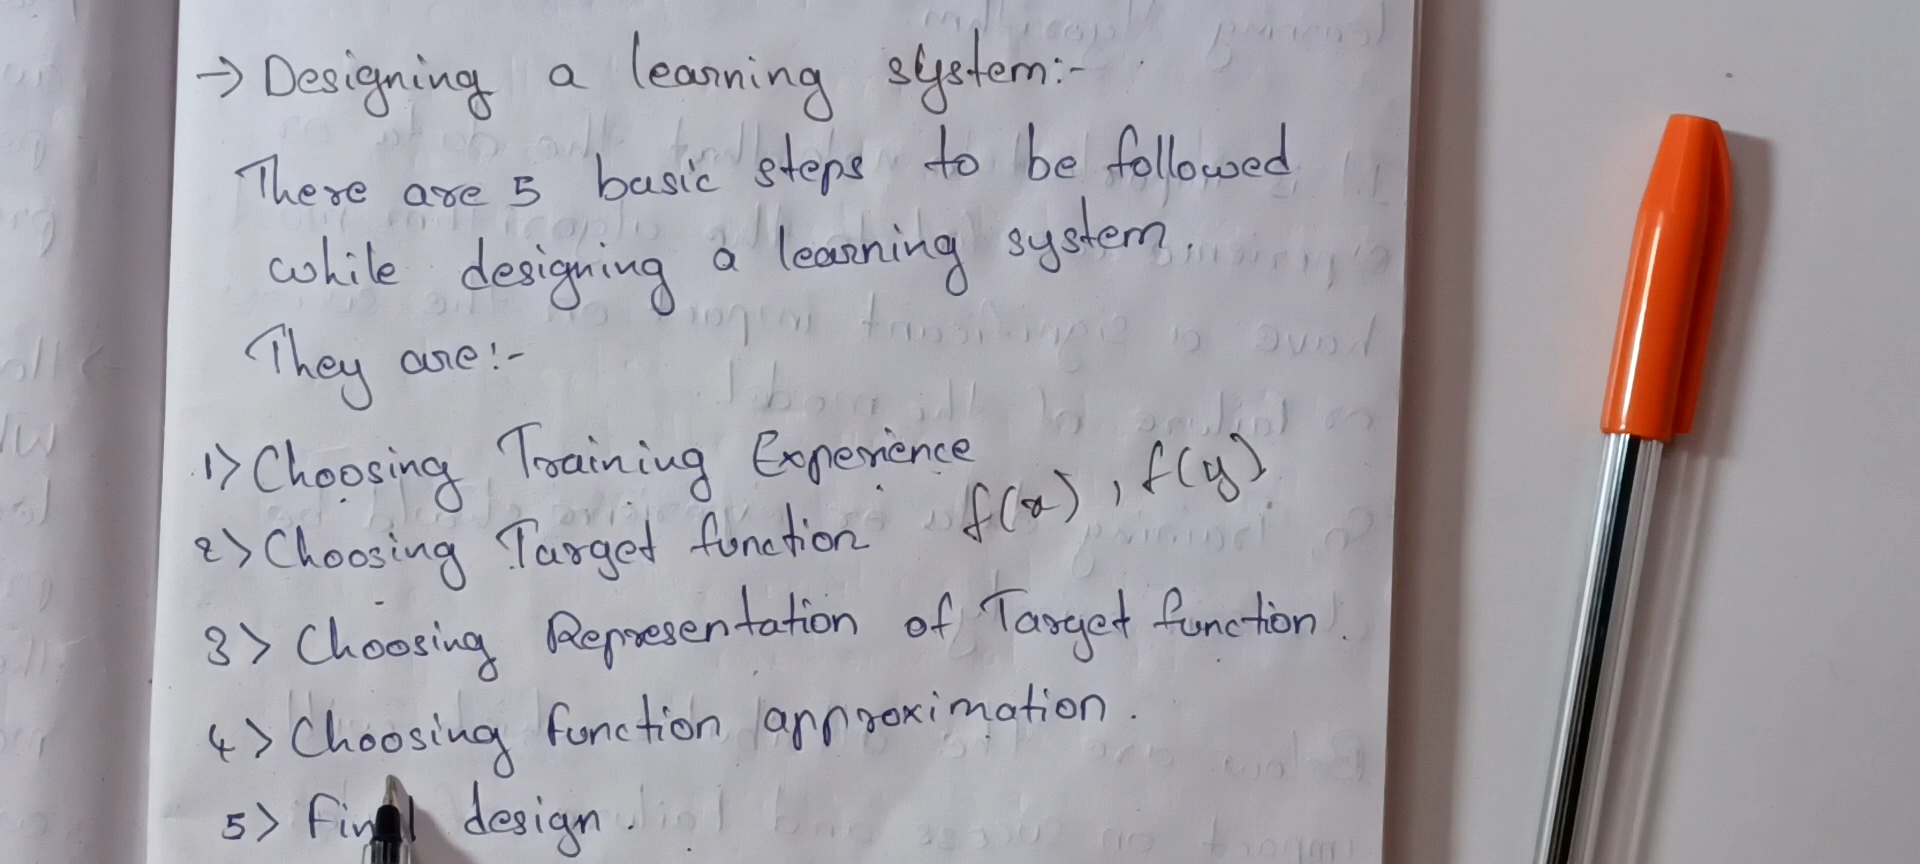 → Designing a learning system:-
There are 5 basic steps to be followed
while designing a learning system.
They are:-
1> Choosing Training Experience
2> Choosing Target function f(x), f(y)
3> Choosing Representation of Target function.
4> Choosing function approximation.
5> Final design.